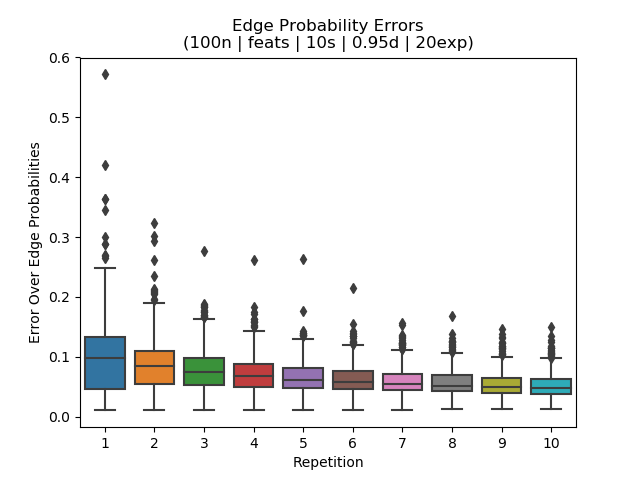 Edge Probability Errors
(100n | feats | 10s | 0.95d | 20exp)
Error Over Edge Probabilities
0.6
0.5
0.4
0.3
0.2
0.1
0.0
1 2 3 4 5 6 7 8 9 10
Repetition